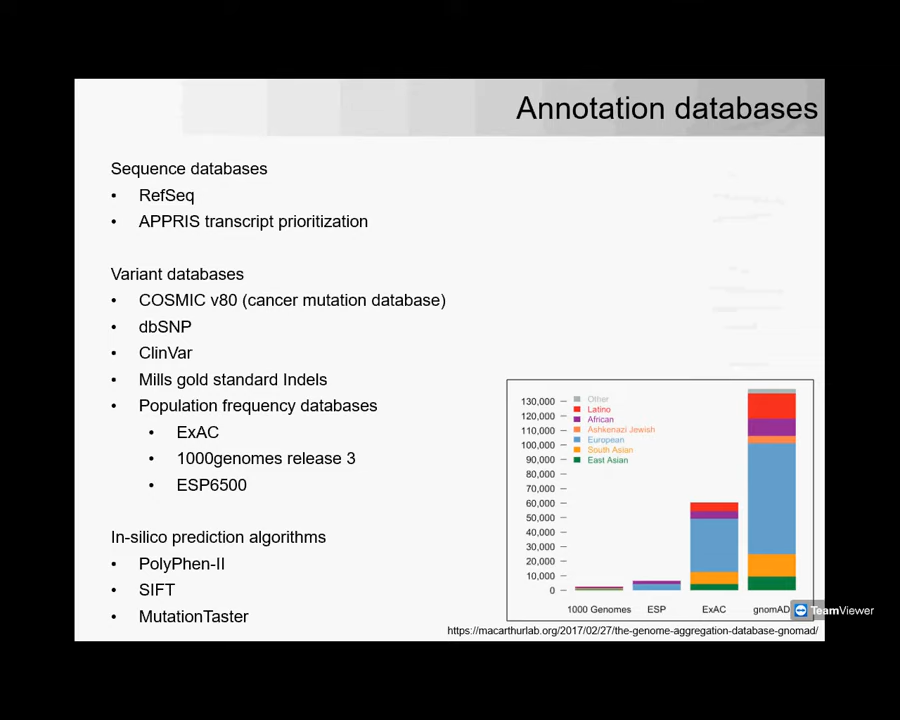 Annotation databases
Sequence databases
• RefSeq
• APPRIS transcript prioritization
Variant databases
• COSMIC v80 (cancer mutation database)
• dbSNP
• ClinVar
• Mills gold standard Indels
• Population frequency databases
• ExAC
• 1000genomes release 3
• ESP6500
In-silico prediction algorithms
• PolyPhen-II
• SIFT
• MutationTaster
130,000
120,000
110,000
100,000
90,000
80,000
70,000
60,000
50,000
40,000
30,000
20,000
10,000
0
Other
Latino
African
Ashkenazi Jewish
European
South Asian
East Asian
1000 Genomes ESP ExAC gnomAD
TeamViewer
https://macarthurlab.org/2017/02/27/the-genome-aggregation-database-gnomad/